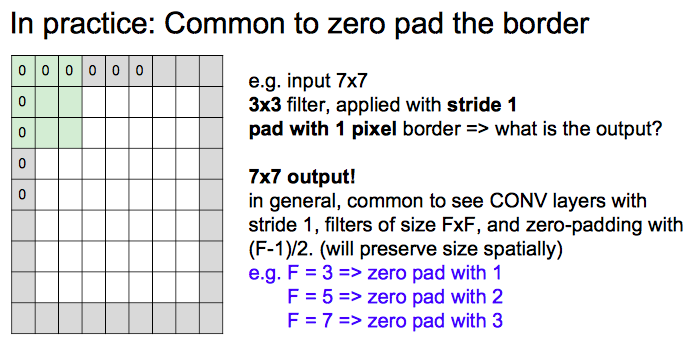 In practice: Common to zero pad the border
0 0 0 0 0 0
0
0
0
0
e.g. input 7x7
3x3 filter, applied with stride 1
pad with 1 pixel border => what is the output?
7x7 output!
in general, common to see CONV layers with
stride 1, filters of size FxF, and zero-padding with
(F-1)/2. (will preserve size spatially)
e.g. F = 3 => zero pad with 1
F = 5 => zero pad with 2
F = 7 => zero pad with 3